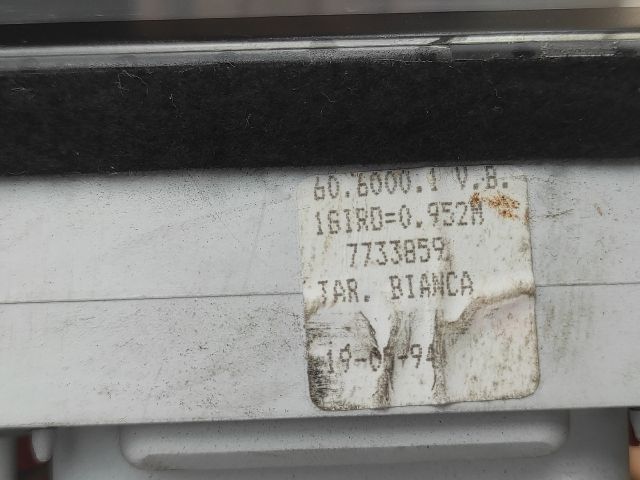 60.6000.1 V.B.
1GIRO=0.952M
7733859
TAR. BIANCA